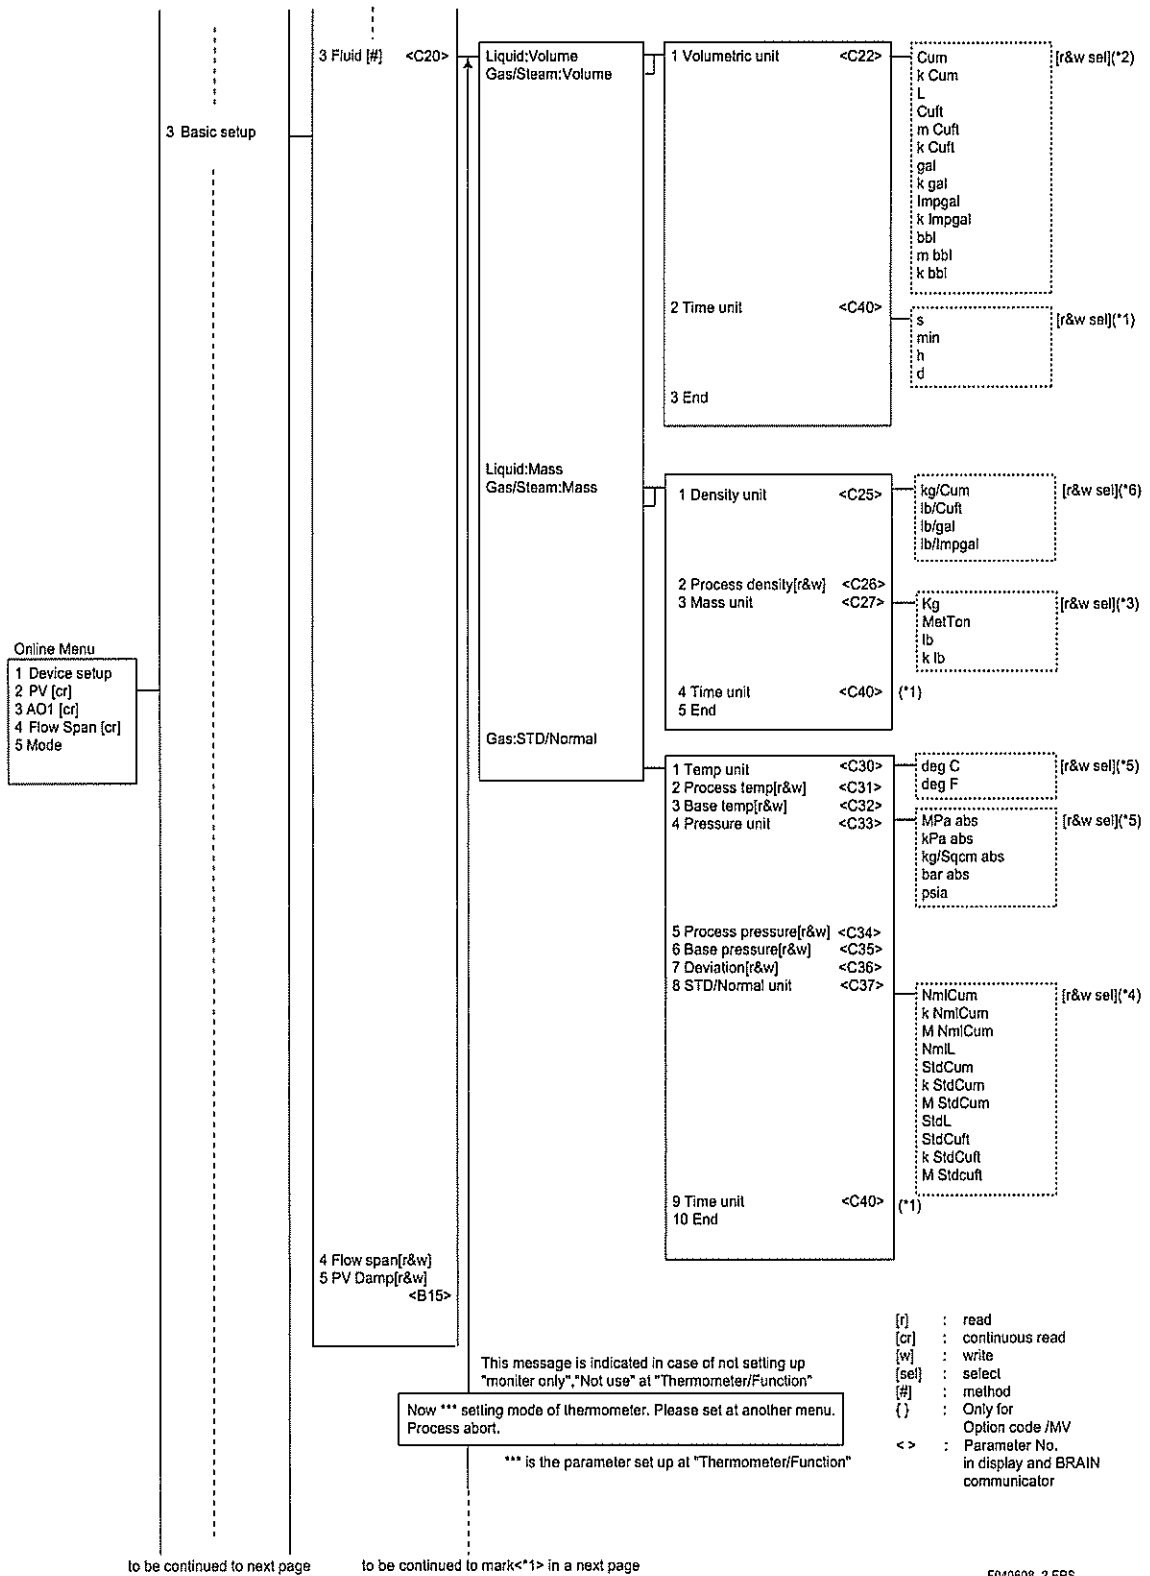 3 Fluid [#] <C20>
Liquid:Volume
Gas/Steam:Volume
1 Volumetric unit <C22>
Cum
k Cum
L
Cuft
m Cuft
k Cuft
gal
k gal
Impgal
k Impgal
bbl
m bbl
k bbl
[r&w sel](*2)
3 Basic setup
2 Time unit <C40>
s
min
h
d
[r&w sel](*1)
3 End
Liquid:Mass
Gas/Steam:Mass
1 Density unit <C25>
kg/Cum
lb/Cuft
lb/gal
lb/Impgal
[r&w sel](*6)
2 Process density[r&w] <C26>
3 Mass unit <C27>
Kg
MetTon
lb
k lb
[r&w sel](*3)
4 Time unit <C40> (*1)
5 End
Online Menu
1 Device setup
2 PV [cr]
3 AO1 [cr]
4 Flow Span [cr]
5 Mode
Gas:STD/Normal
1 Temp unit <C30>
deg C
deg F
[r&w sel](*5)
2 Process temp[r&w] <C31>
3 Base temp[r&w] <C32>
4 Pressure unit <C33>
MPa abs
kPa abs
kg/Sqcm abs
bar abs
psia
[r&w sel](*5)
5 Process pressure[r&w] <C34>
6 Base pressure[r&w] <C35>
7 Deviation[r&w] <C36>
8 STD/Normal unit <C37>
NmlCum
k NmlCum
M NmlCum
NmlL
StdCum
k StdCum
M StdCum
StdL
StdCuft
k StdCuft
M Stdcuft
[r&w sel](*4)
9 Time unit <C40> (*1)
10 End
4 Flow span[r&w]
5 PV Damp[r&w]
<B15>
This message is indicated in case of not setting up
"moniter only","Not use" at "Thermometer/Function"
Now *** setting mode of thermometer. Please set at another menu.
Process abort.
*** is the parameter set up at "Thermometer/Function"
[r] : read
[cr] : continuous read
[w] : write
[sel] : select
[#] : method
{ } : Only for
Option code /MV
< > : Parameter No.
in display and BRAIN
communicator
to be continued to next page
to be continued to mark<*1> in a next page
F040608_2.EPS